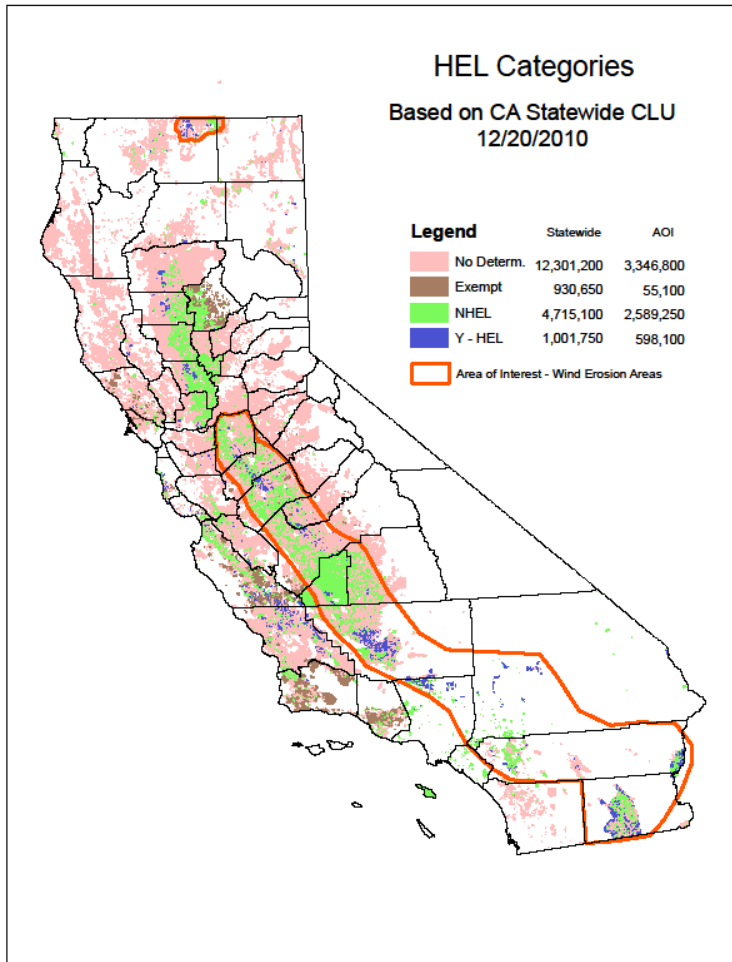 HEL Categories
Based on CA Statewide CLU
12/20/2010
Legend Statewide AOI
No Determ. 12,301,200 3,346,800
Exempt 930,650 55,100
NHEL 4,715,100 2,589,250
Y - HEL 1,001,750 598,100
Area of Interest - Wind Erosion Areas